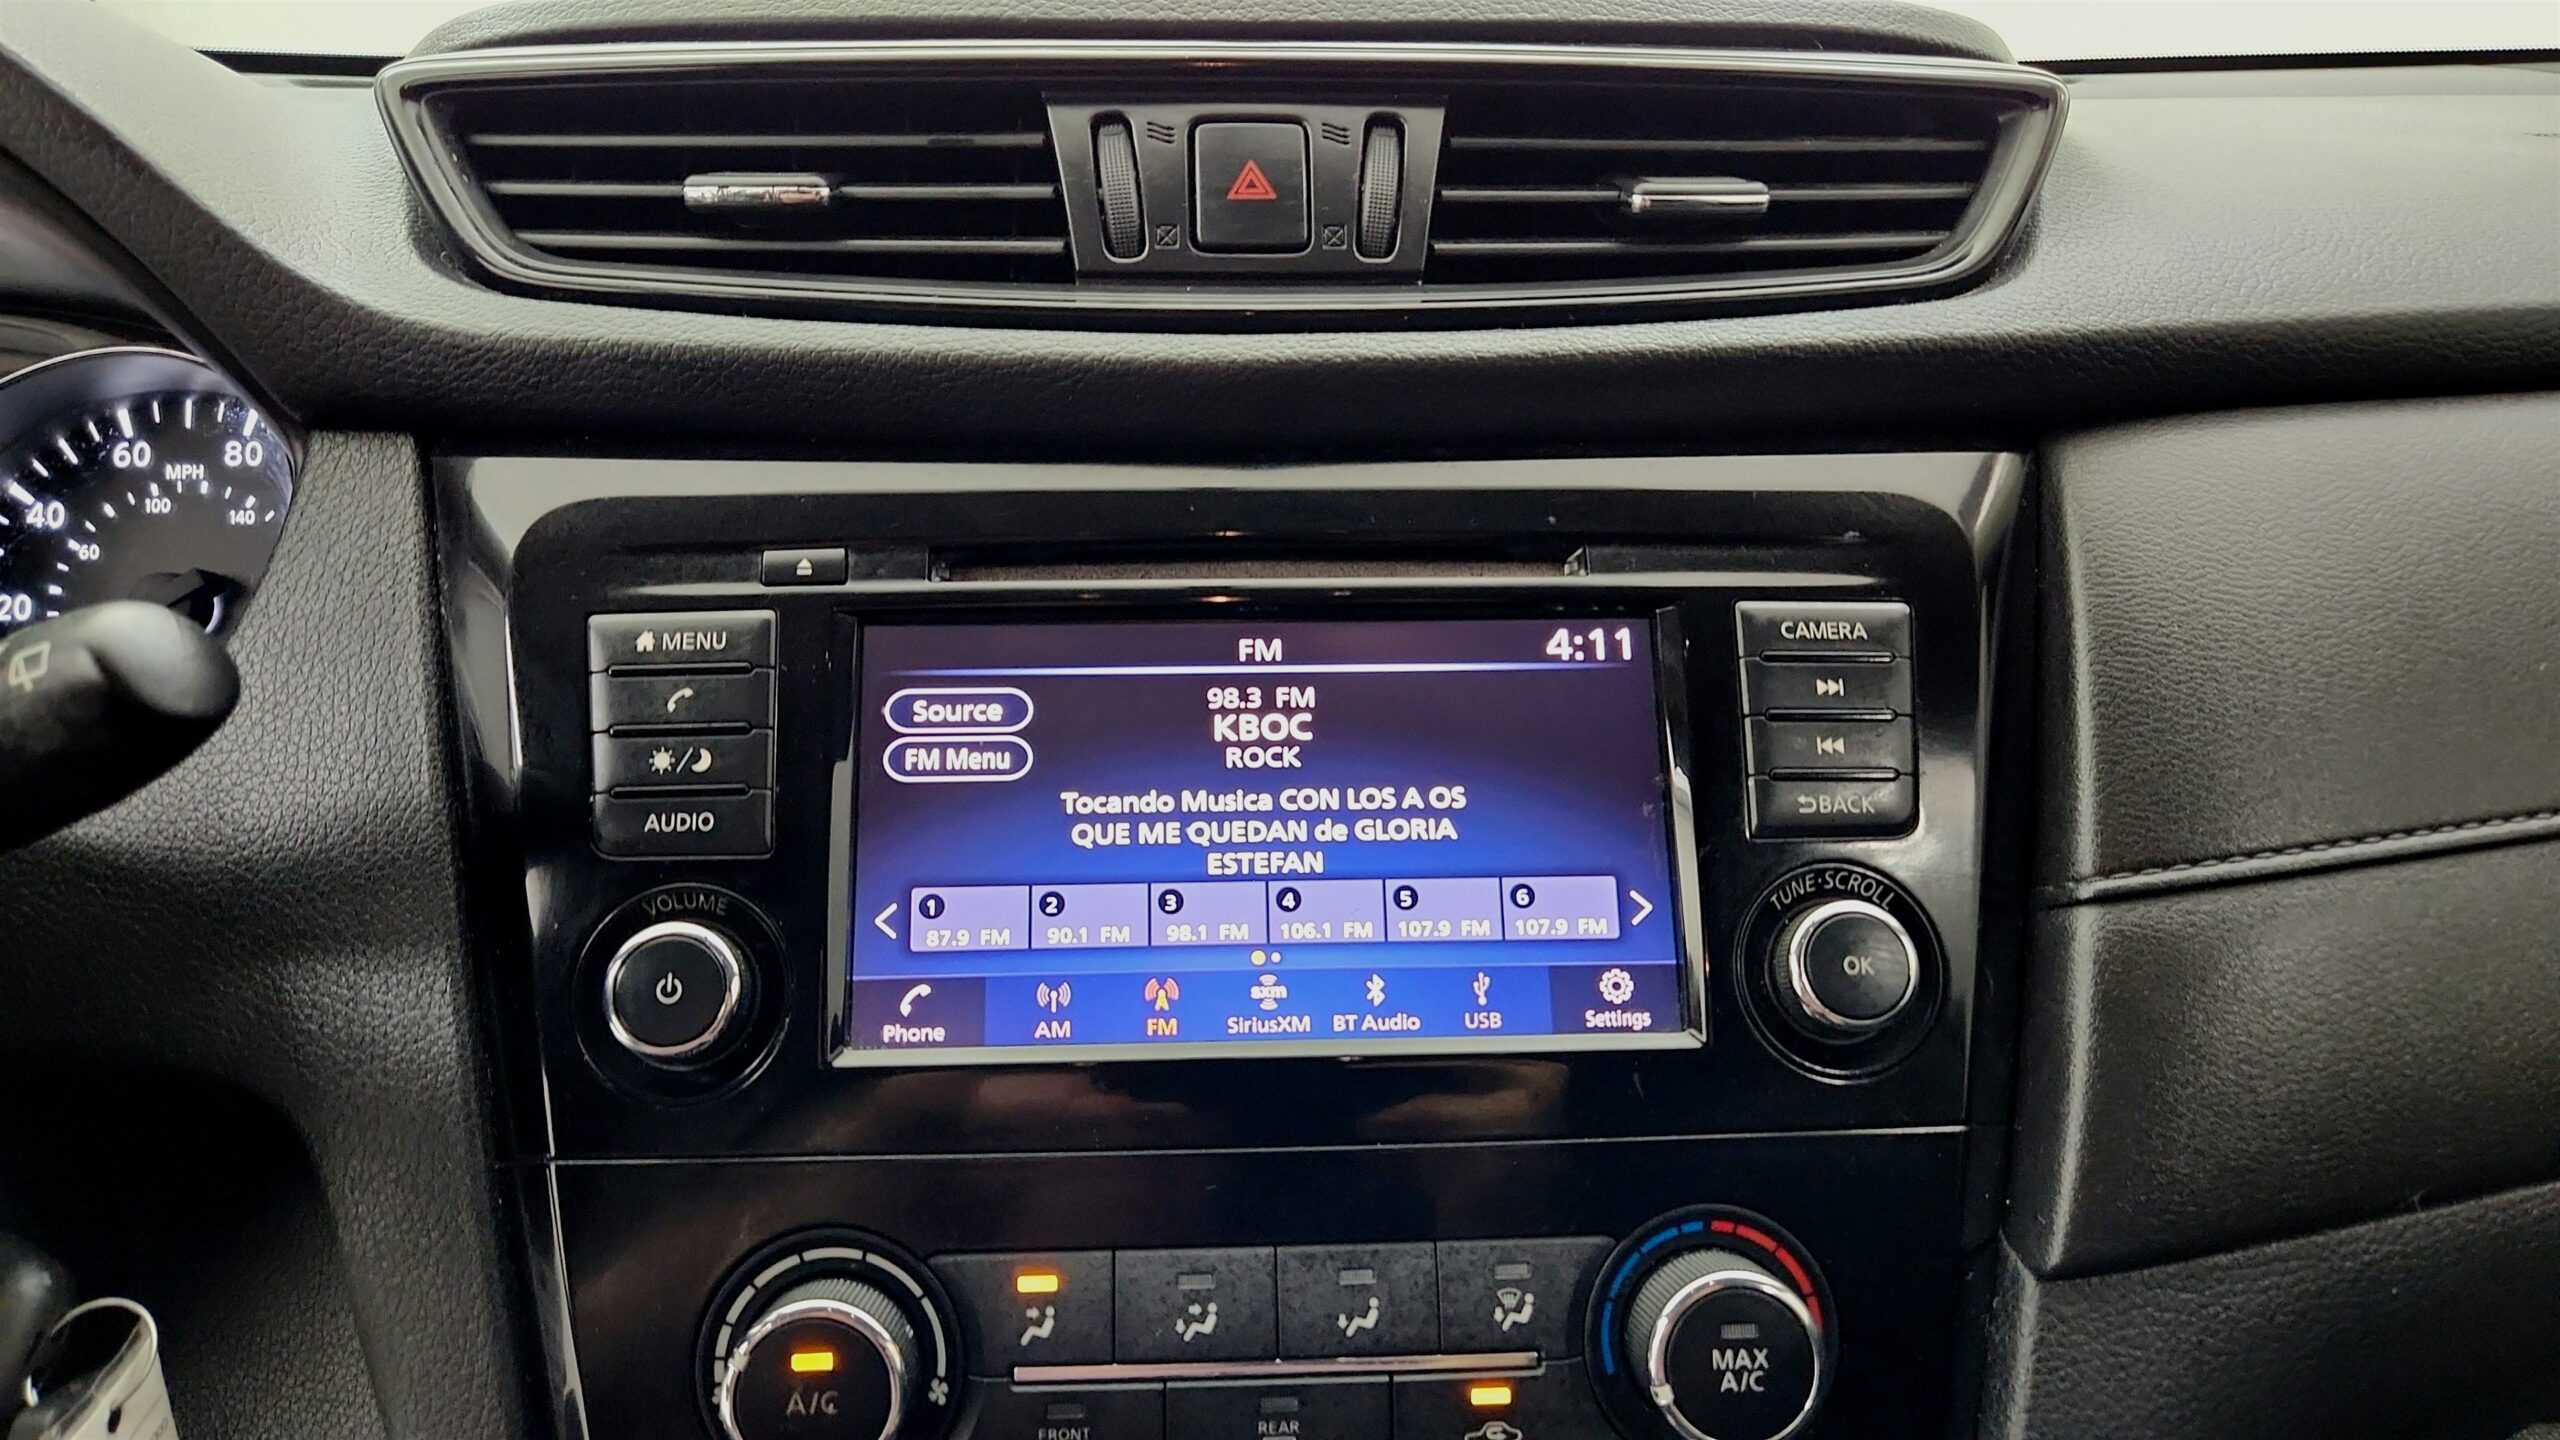 60
80
MPH
40
100
140
60
20
MENU
AUDIO
VOLUME
FM
4:11
Source
FM Menu
98.3 FM
KBOC
ROCK
Tocando Musica CON LOS A OS
QUE ME QUEDAN de GLORIA
ESTEFAN
1 2 3 4 5 6
87.9 FM 90.1 FM 98.1 FM 106.1 FM 107.9 FM 107.9 FM
Phone AM FM SiriusXM BT Audio USB Settings
sxm
CAMERA
BACK
TUNE·SCROLL
OK
A/C
MAX
A/C
FRONT
REAR